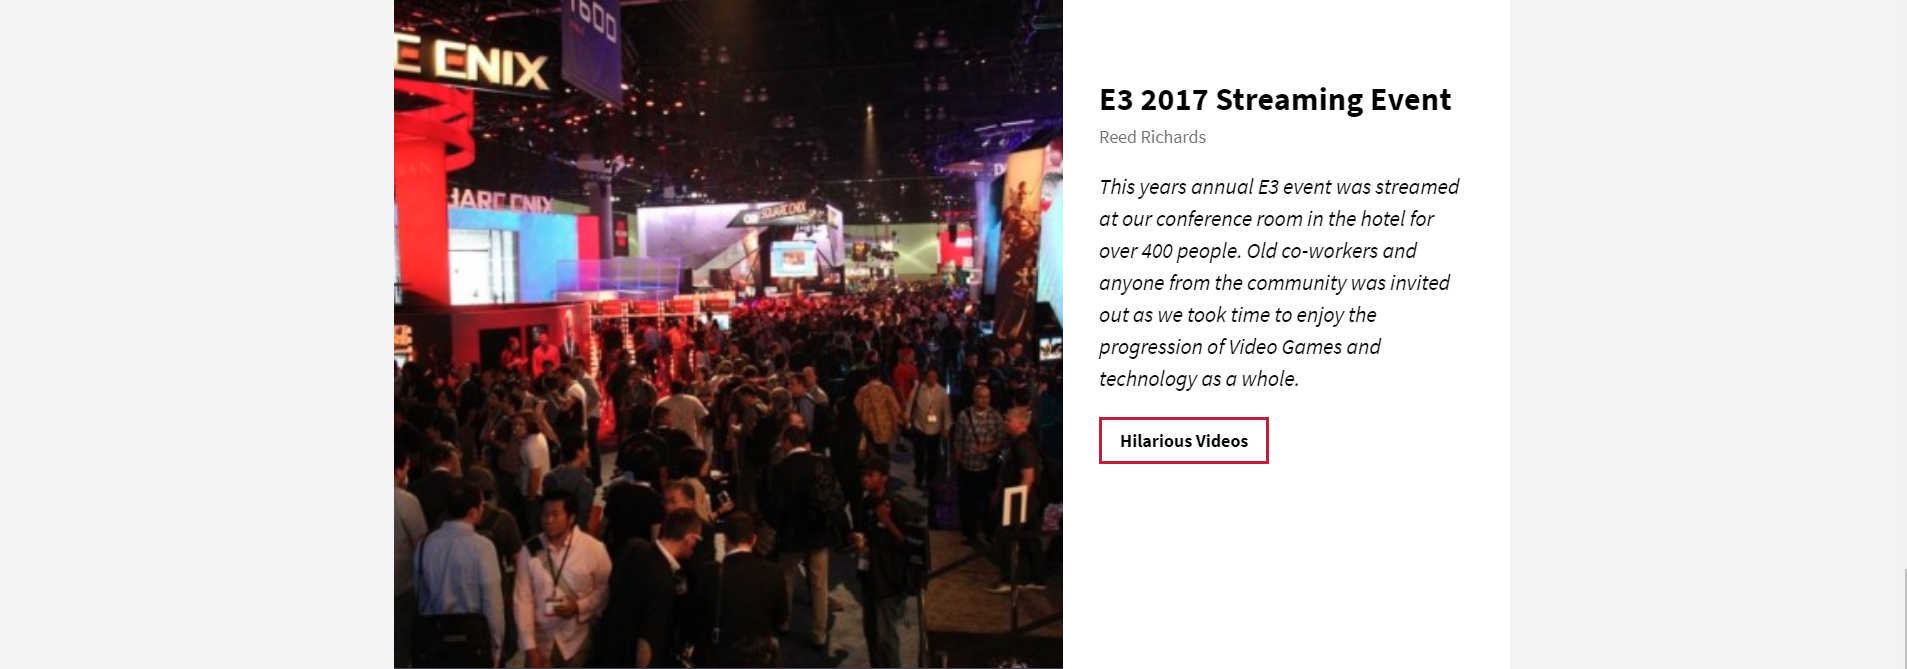 1600
E ENIX
UARE ENIX
SQUARE ENIX
E3 2017 Streaming Event
Reed Richards
This years annual E3 event was streamed
at our conference room in the hotel for
over 400 people. Old co-workers and
anyone from the community was invited
out as we took time to enjoy the
progression of Video Games and
technology as a whole.
Hilarious Videos